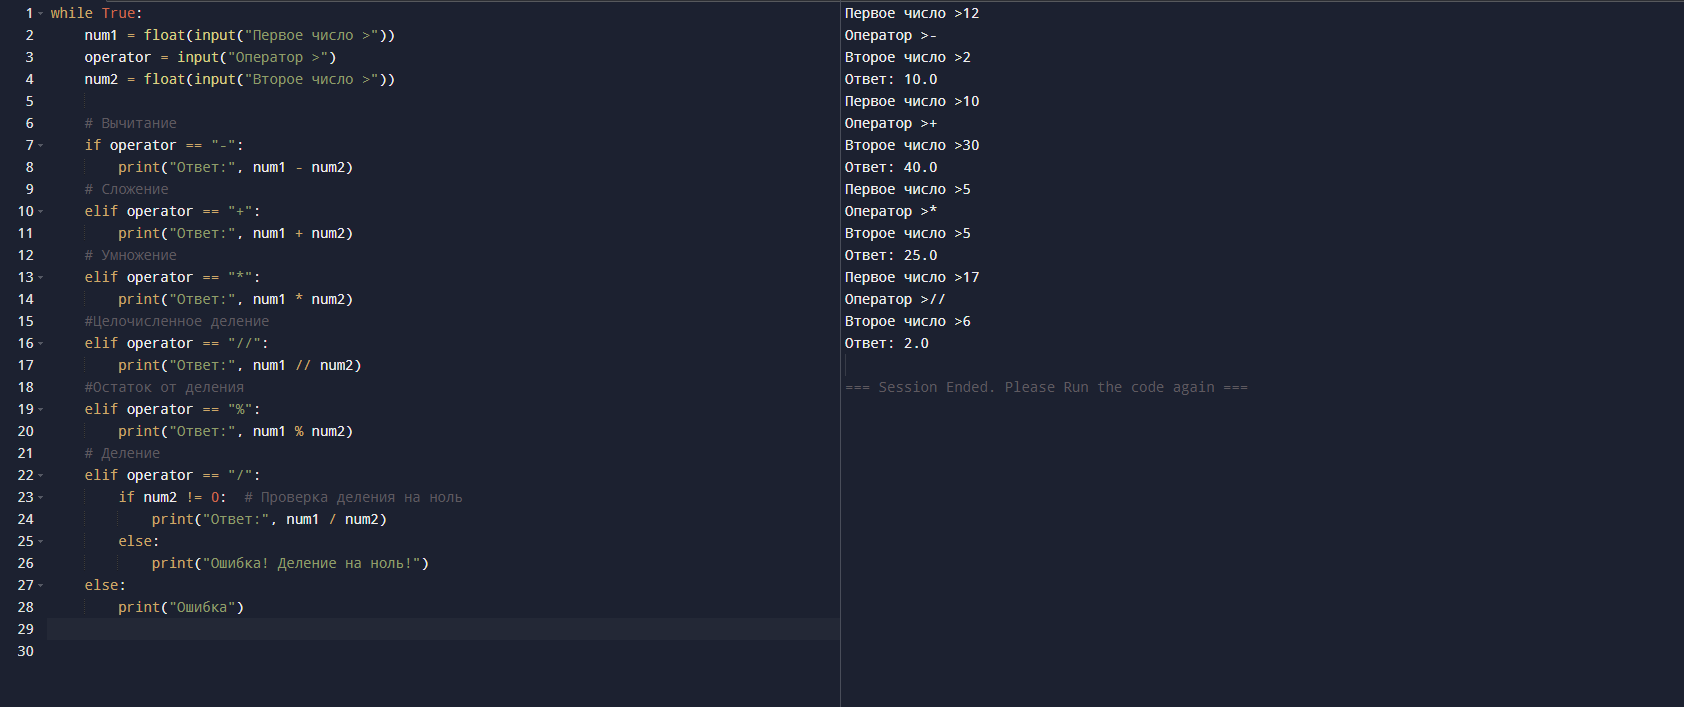 1 while True:
2     num1 = float(input("Первое число >"))
3     operator = input("Оператор >")
4     num2 = float(input("Второе число >"))
5
6     # Вычитание
7     if operator == "-":
8         print("Ответ:", num1 - num2)
9     # Сложение
10     elif operator == "+":
11         print("Ответ:", num1 + num2)
12     # Умножение
13     elif operator == "*":
14         print("Ответ:", num1 * num2)
15     #Целочисленное деление
16     elif operator == "//":
17         print("Ответ:", num1 // num2)
18     #Остаток от деления
19     elif operator == "%":
20         print("Ответ:", num1 % num2)
21     # Деление
22     elif operator == "/":
23         if num2 != 0:  # Проверка деления на ноль
24             print("Ответ:", num1 / num2)
25         else:
26             print("Ошибка! Деление на ноль!")
27     else:
28         print("Ошибка")
29
30
Первое число >12
Оператор >-
Второе число >2
Ответ: 10.0
Первое число >10
Оператор >+
Второе число >30
Ответ: 40.0
Первое число >5
Оператор >*
Второе число >5
Ответ: 25.0
Первое число >17
Оператор >//
Второе число >6
Ответ: 2.0
=== Session Ended. Please Run the code again ===